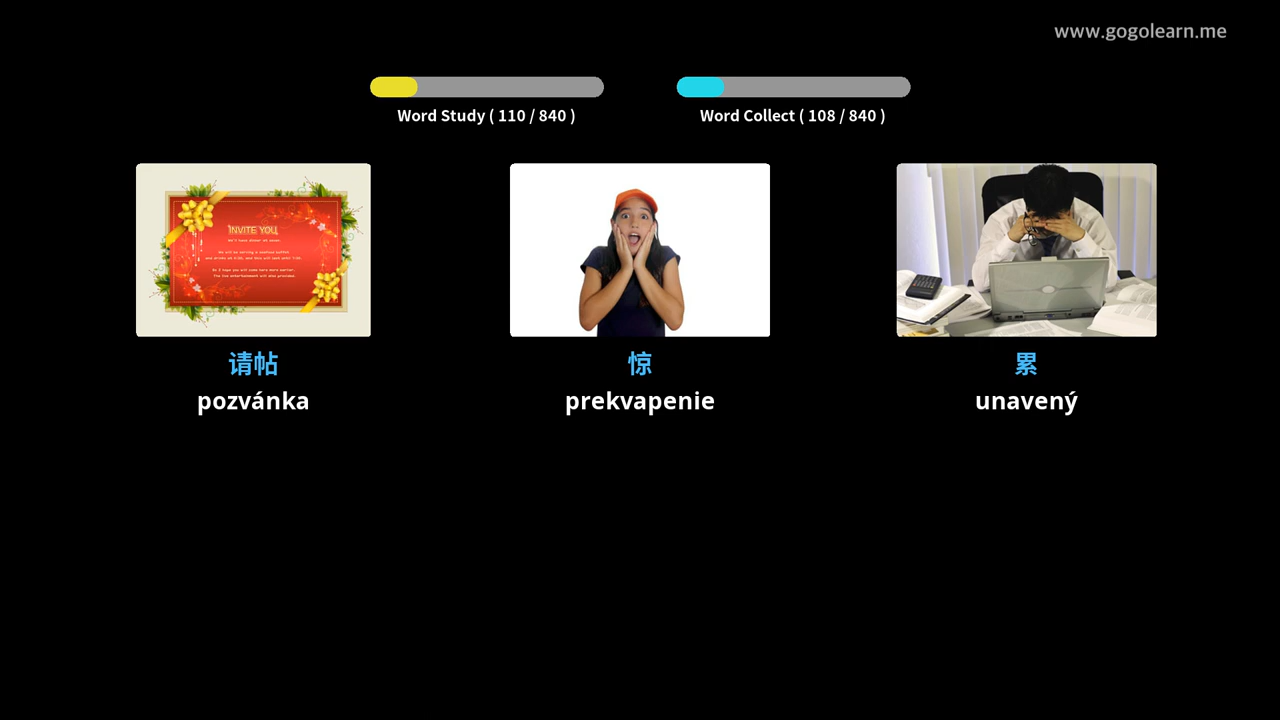 www.gogolearn.me
Word Study ( 110 / 840 )
Word Collect ( 108 / 840 )
INVITE YOU
请帖
惊
累
pozvánka
prekvapenie
unavený